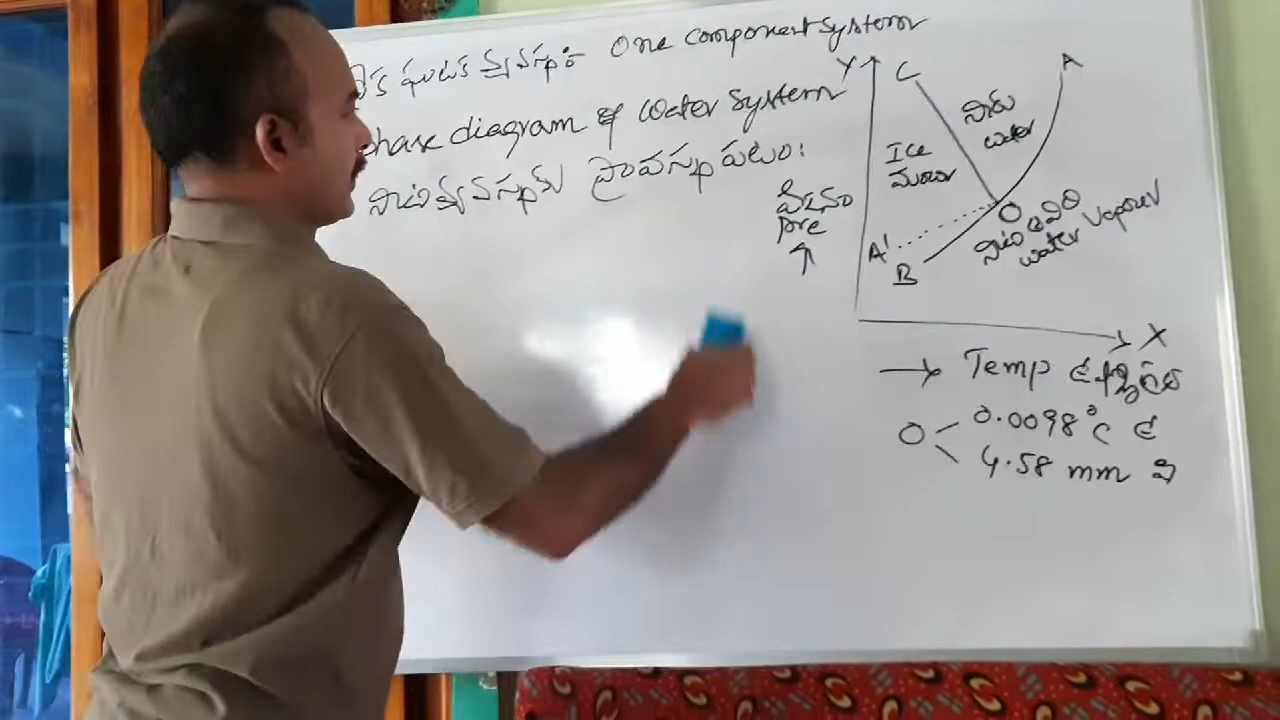 ఏక ఘటక వ్యవస్థ:- One component system
phase diagram of water system
నీటి వ్యవస్థకు ప్రావస్థా పటం:
Y C A
నీరు
water
Ice
మంచు
పీడనం
pre
O
A'
B
నీటి ఆవిరి
water vapour
X
→ Temp ఉష్ణోగ్రత
O 0.0098°C ఉ
4.58 mm పీ